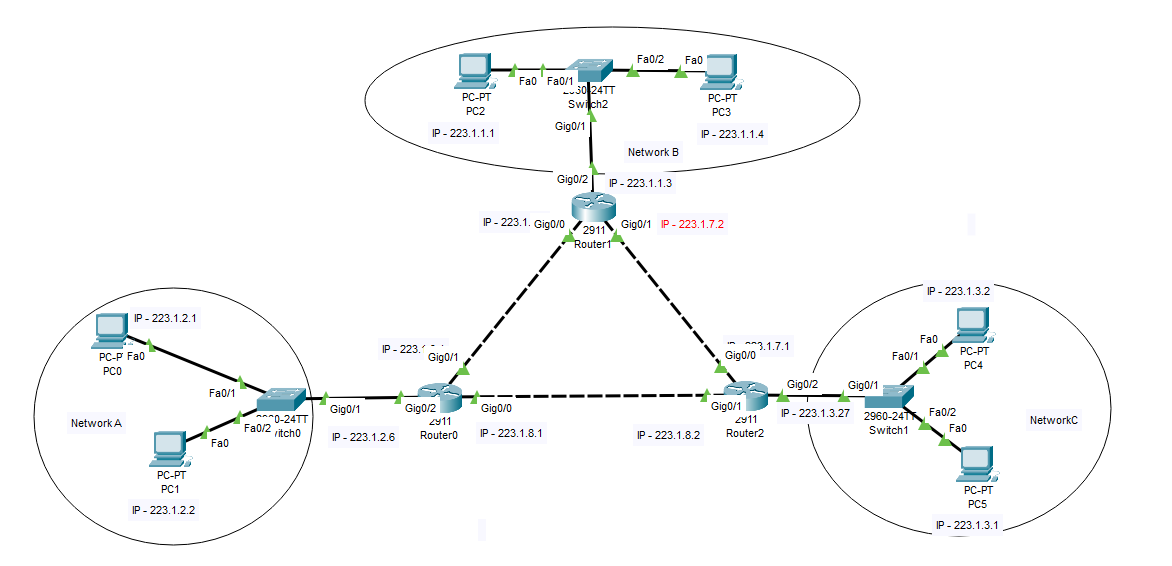 PC-PT
PC2
Fa0
Fa0/1
2960-24TT
Switch2
Fa0/2
Fa0
PC-PT
PC3
IP - 223.1.1.1
Gig0/1
IP - 223.1.1.4
Network B
Gig0/2
IP - 223.1.1.3
IP - 223.1.
Gig0/0
2911
Router1
Gig0/1
IP - 223.1.7.2
IP - 223.1.2.1
PC0
Fa0
Fa0/1
Network A
Fa0
Fa0/2
2960-24TT
PC-PT
PC1
IP - 223.1.2.2
Gig0/1
IP - 223.1.2.6
Gig0/2
Gig0/1
2911
Router0
Gig0/0
IP - 223.1.8.1
IP - 223.1.8.2
Gig0/1
IP - 223.1.7.1
Gig0/0
2911
Router2
Gig0/2
IP - 223.1.3.27
Gig0/1
2960-24TT
Switch1
IP - 223.1.3.2
Fa0
Fa0/1
PC-PT
PC4
NetworkC
Fa0/2
Fa0
PC-PT
PC5
IP - 223.1.3.1